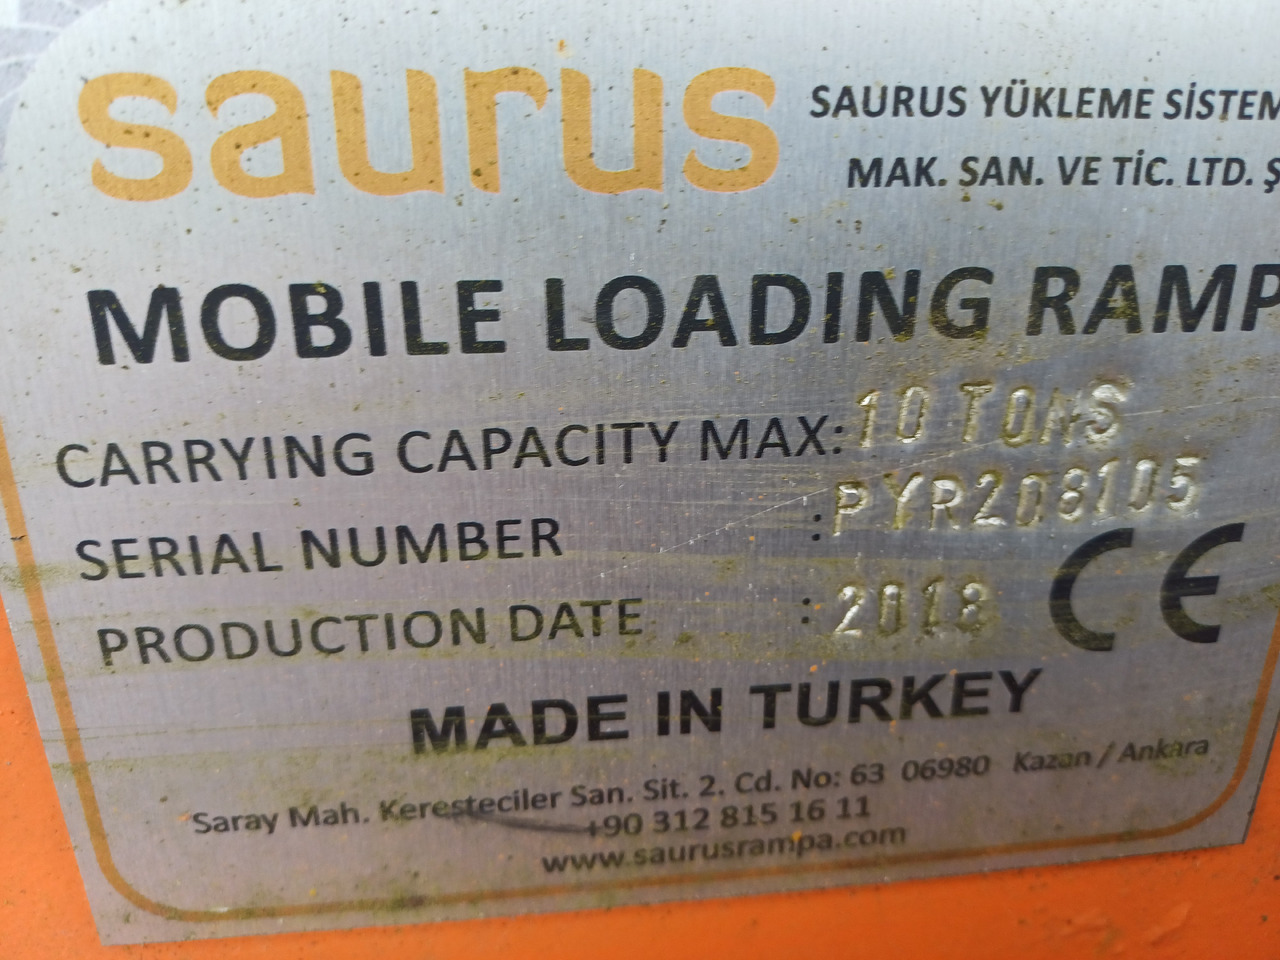 saurus
SAURUS YÜKLEME SİSTEM
MAK. SAN. VE TİC. LTD. Ş
MOBILE LOADING RAMP
CARRYING CAPACITY MAX: 10 TONS
SERIAL NUMBER : PYR208105
PRODUCTION DATE : 2018
CE
MADE IN TURKEY
Saray Mah. Keresteciler San. Sit. 2. Cd. No: 63 06980 Kazan / Ankara
+90 312 815 16 11
www.saurusrampa.com